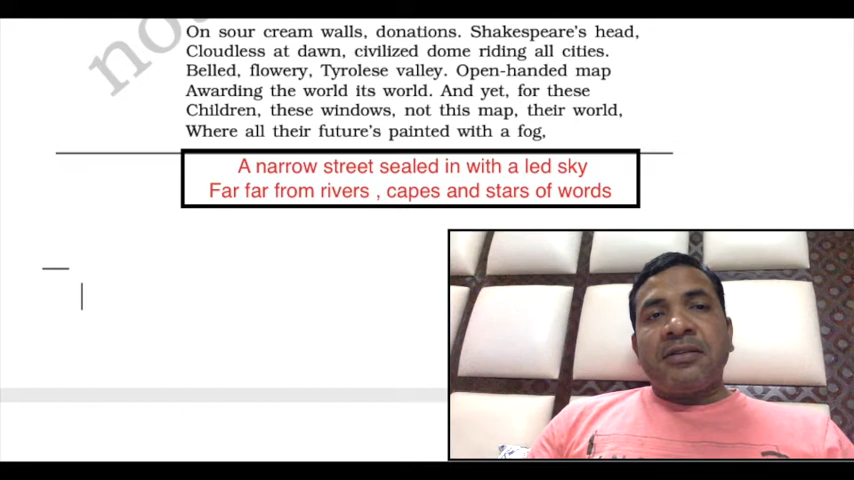 no
On sour cream walls, donations. Shakespeare's head,
Cloudless at dawn, civilized dome riding all cities.
Belled, flowery, Tyrolese valley. Open-handed map
Awarding the world its world. And yet, for these
Children, these windows, not this map, their world,
Where all their future's painted with a fog,
A narrow street sealed in with a led sky
Far far from rivers , capes and stars of words